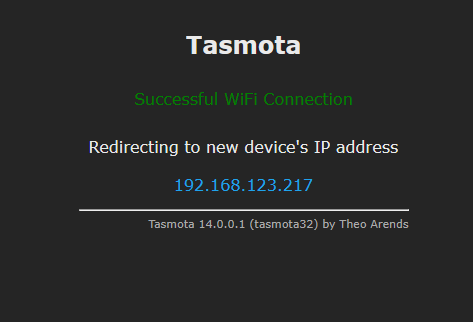 Tasmota
Successful WiFi Connection
Redirecting to new device's IP address
192.168.123.217
Tasmota 14.0.0.1 (tasmota32) by Theo Arends